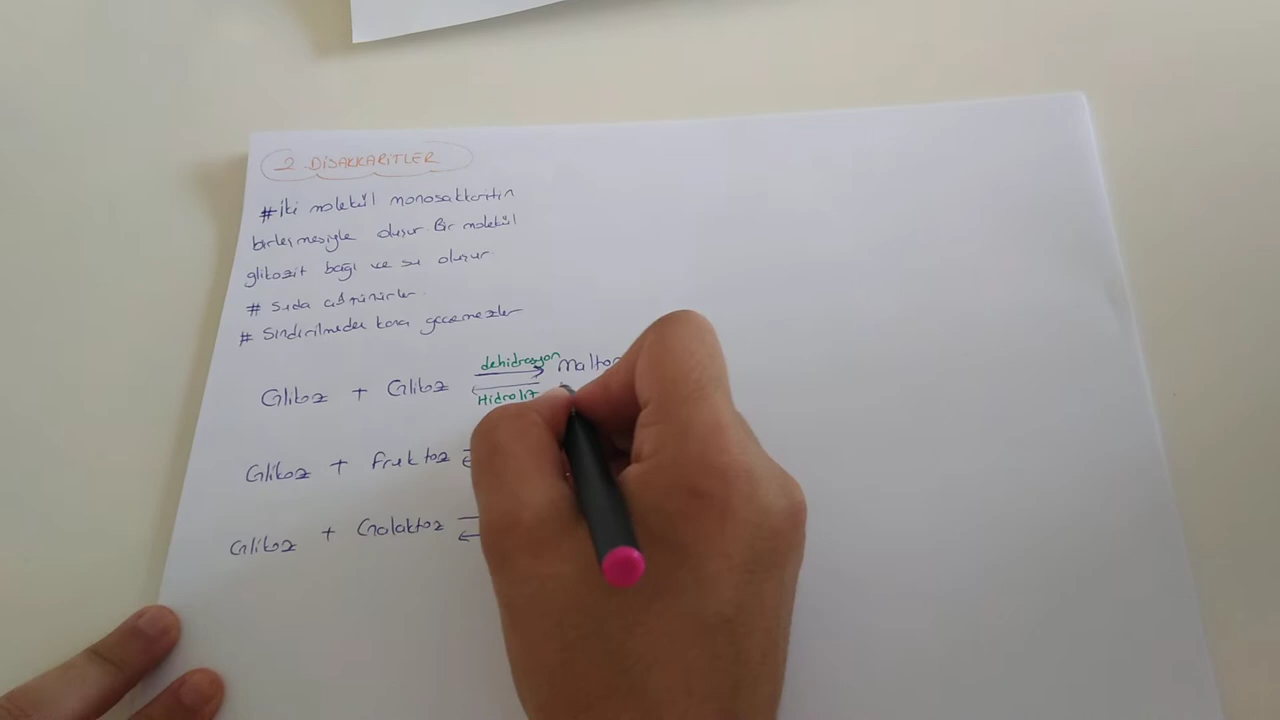 2 DİSAKKARİTLER
#İki molekül monosakkaritin
birleşmesiyle oluşur. Bir molekül
glikozit bağı ve su oluşur.
# Suda çözünürler.
# Sindirilmeden kana geçemezler
Glikoz + Glikoz dehidrasyon malto
Hidroliz
Glikoz + Fruktoz
Glikoz + Galaktoz